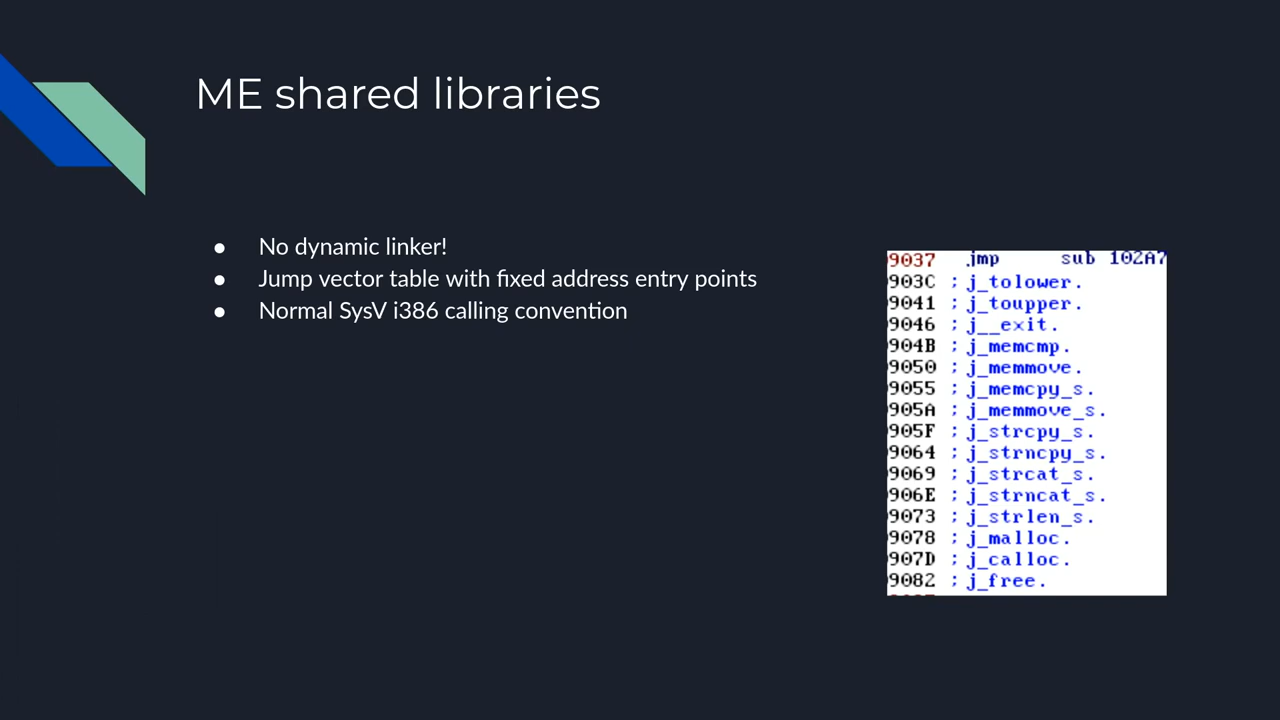 ME shared libraries
● No dynamic linker!
● Jump vector table with fixed address entry points
● Normal SysV i386 calling convention
9037 jmp sub 102A7
903C ; j_tolower.
9041 ; j_toupper.
9046 ; j__exit.
904B ; j_memcmp.
9050 ; j_memmove.
9055 ; j_memcpy_s.
905A ; j_memmove_s.
905F ; j_strcpy_s.
9064 ; j_strncpy_s.
9069 ; j_strcat_s.
906E ; j_strncat_s.
9073 ; j_strlen_s.
9078 ; j_malloc.
907D ; j_calloc.
9082 ; j_free.